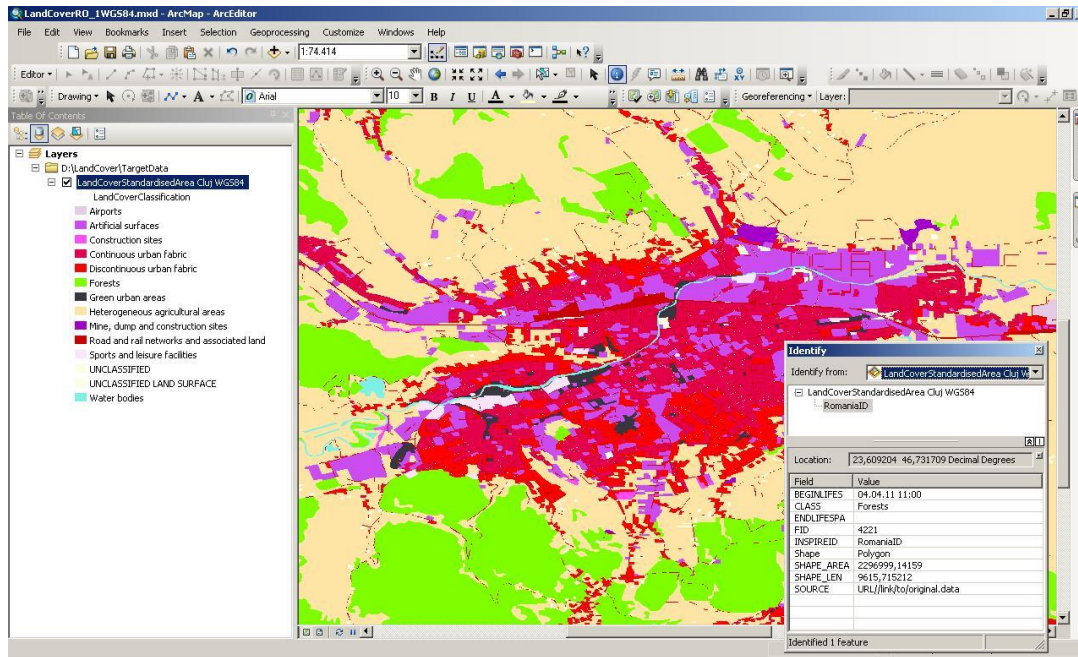 LandCoverRO_1WGS84.mxd - ArcMap - ArcEditor
File Edit View Bookmarks Insert Selection Geoprocessing Customize Windows Help
1:74.414
Editor
Drawing A Arial 10 B I U A Georeferencing Layer:
Table Of Contents
Layers
D:\LandCover\TargetData
LandCoverStandardisedArea Cluj WGS84
LandCoverClassification
Airports
Artificial surfaces
Construction sites
Continuous urban fabric
Discontinuous urban fabric
Forests
Green urban areas
Heterogeneous agricultural areas
Mine, dump and construction sites
Road and rail networks and associated land
Sports and leisure facilities
UNCLASSIFIED
UNCLASSIFIED LAND SURFACE
Water bodies
Identify
Identify from: LandCoverStandardisedArea Cluj
LandCoverStandardisedArea Cluj WGS84
RomaniaID
Location: 23,609204 46,731709 Decimal Degrees
Field Value
BEGINLIFES 04.04.11 11:00
CLASS Forests
ENDLIFESPA
FID 4221
INSPIREID RomaniaID
Shape Polygon
SHAPE_AREA 2296999,14159
SHAPE_LEN 9615,715212
SOURCE URL//link/to/original.data
Identified 1 feature